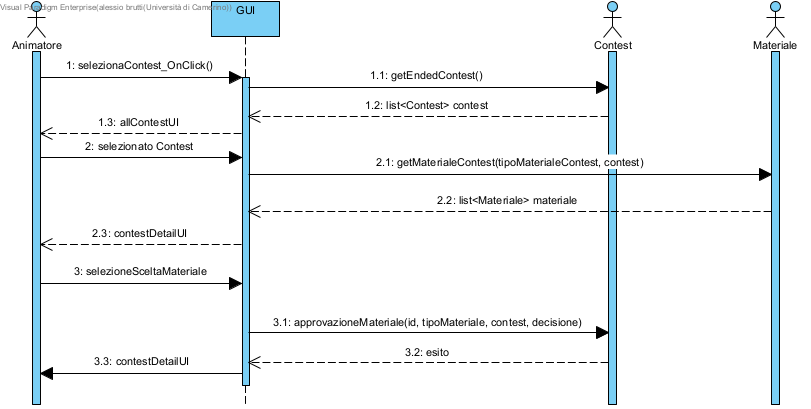 Visual Paradigm Enterprise(alessio brutti(Università di Camerino))
GUI
Animatore
Contest
Materiale
1: selezionaContest_OnClick()
1.1: getEndedContest()
1.2: list<Contest> contest
1.3: allContestUI
2: selezionato Contest
2.1: getMaterialeContest(tipoMaterialeContest, contest)
2.2: list<Materiale> materiale
2.3: contestDetailUI
3: selezioneSceltaMateriale
3.1: approvazioneMateriale(id, tipoMateriale, contest, decisione)
3.2: esito
3.3: contestDetailUI